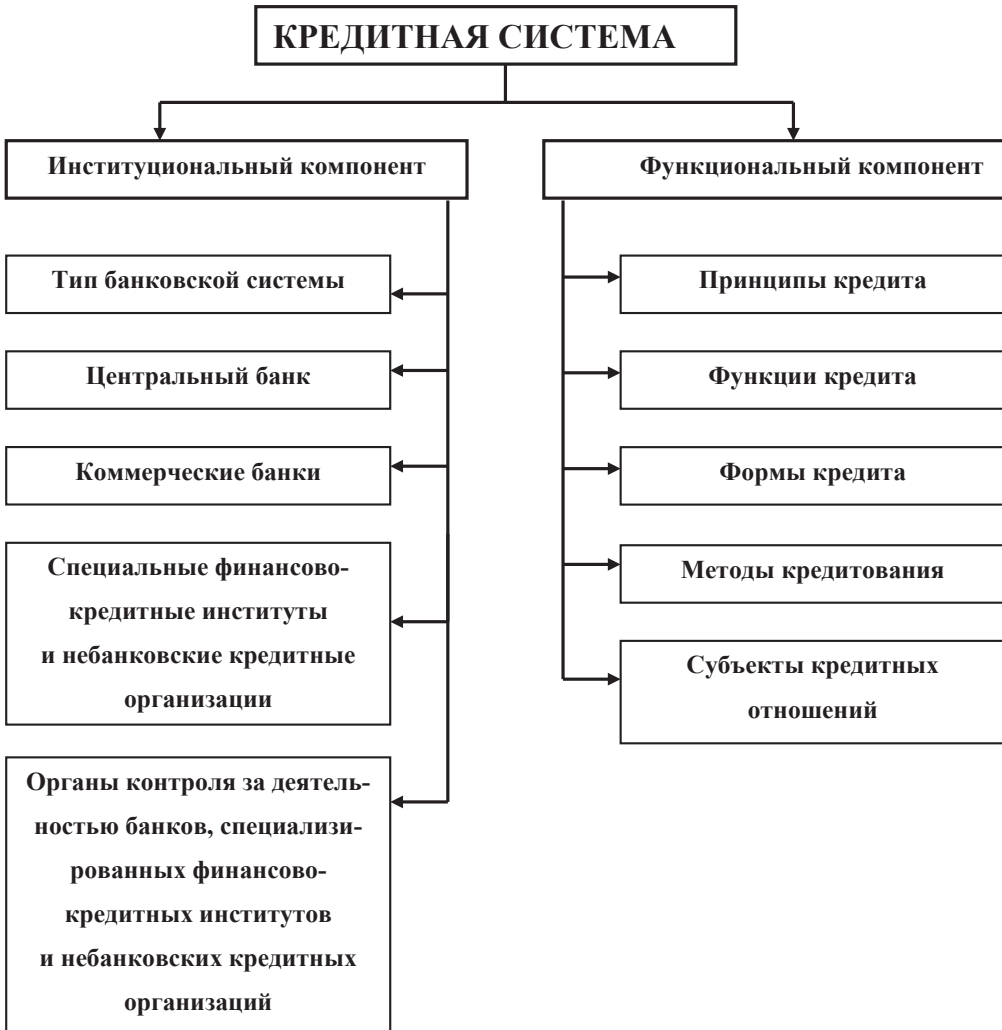 КРЕДИТНАЯ СИСТЕМА
Институциональный компонент
Тип банковской системы
Центральный банк
Коммерческие банки
Специальные финансово-
кредитные институты
и небанковские кредитные
организации
Органы контроля за деятель-
ностью банков, специализи-
рованных финансово-
кредитных институтов
и небанковских кредитных
организаций
Функциональный компонент
Принципы кредита
Функции кредита
Формы кредита
Методы кредитования
Субъекты кредитных
отношений